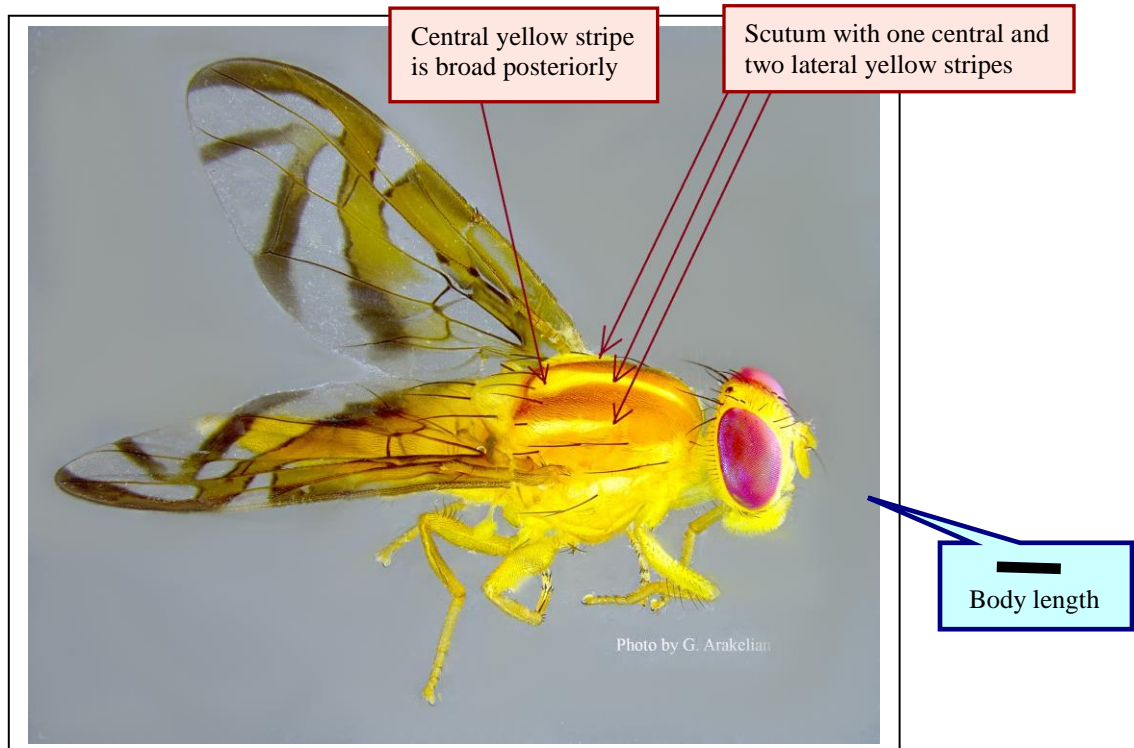 Central yellow stripe
is broad posteriorly
Scutum with one central and
two lateral yellow stripes
Body length
Photo by G. Arakelian